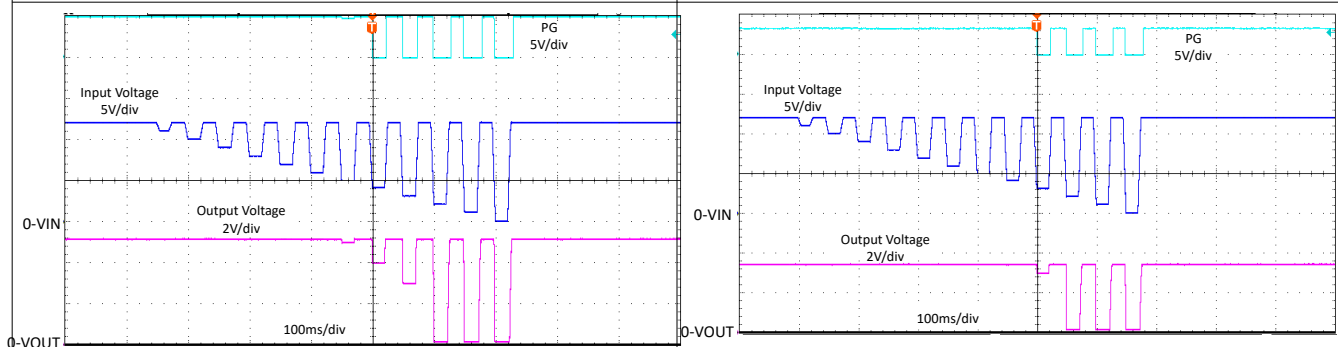 T
PG
5V/div
Input Voltage
5V/div
Output Voltage
2V/div
0-VIN
100ms/div
0-VOUT
T
PG
5V/div
Input Voltage
5V/div
0-VIN
Output Voltage
2V/div
100ms/div
0-VOUT